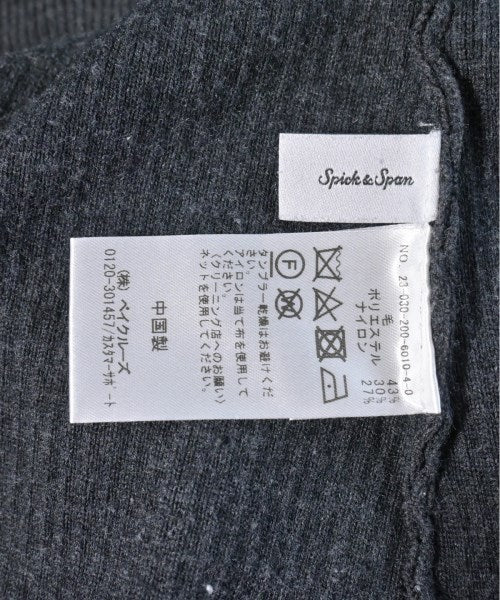 Spick & Span
NO. 23-030-200-6010-4-0
毛 43%
ポリエステル 30%
ナイロン 27%
タンブラー乾燥はお避けくだ
さい。
アイロンは当て布を使用して
ください。
〈クリーニング店へのお願い〉
ネットを使用してください。
中国製
(株) ベイクルーズ
0120-301457/カスタマーサポート